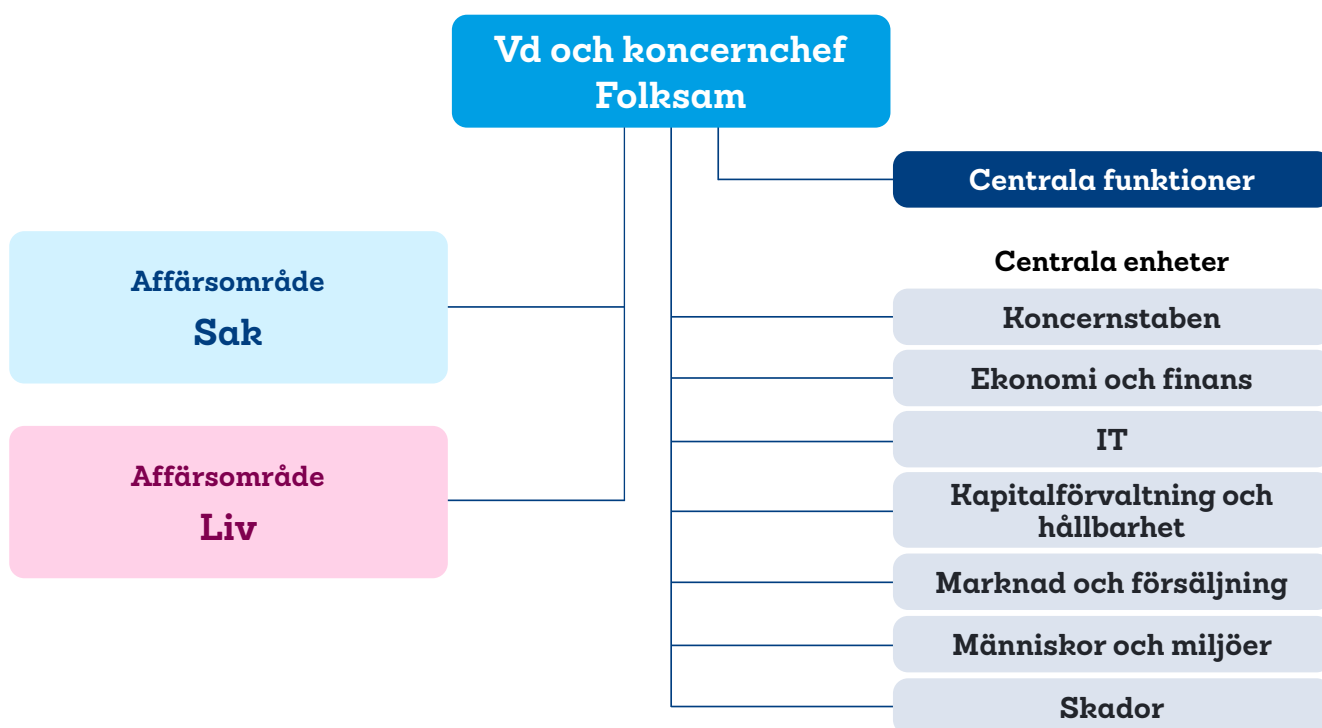 Vd och koncernchef
Folksam
Centrala funktioner
Affärsområde
Sak
Affärsområde
Liv
Centrala enheter
Koncernstaben
Ekonomi och finans
IT
Kapitalförvaltning och
hållbarhet
Marknad och försäljning
Människor och miljöer
Skador